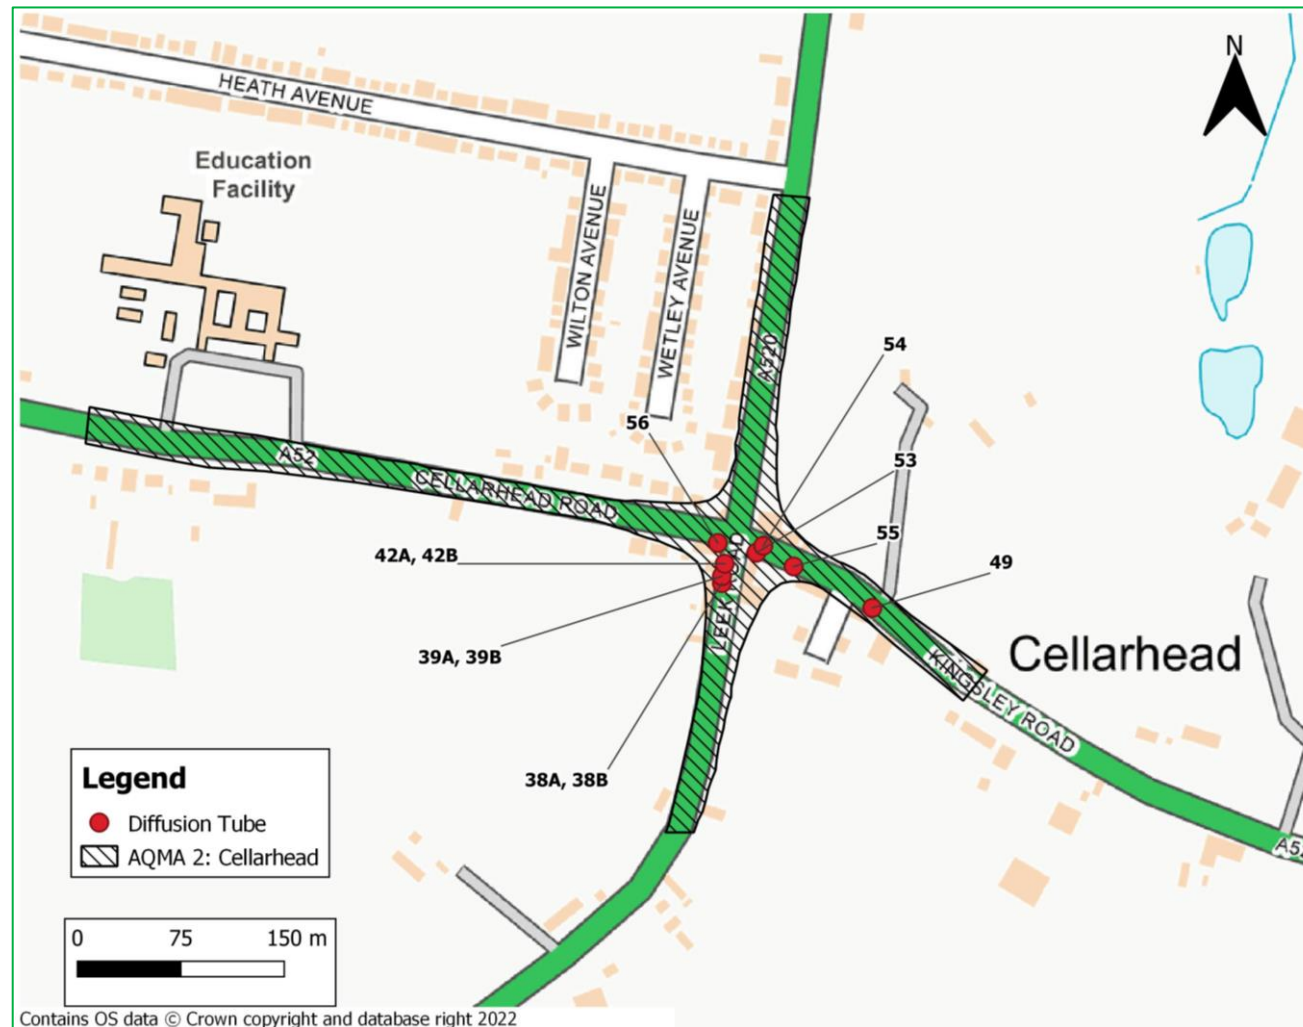 N
HEATH AVENUE
Education
Facility
WILTON AVENUE
WETLEY AVENUE
A520
54
56
53
A52
CELLARHEAD ROAD
55
42A, 42B
49
LEEK ROAD
39A, 39B
Cellarhead
KINGSLEY ROAD
38A, 38B
Legend
Diffusion Tube
AQMA 2: Cellarhead
A52
0 75 150 m
Contains OS data © Crown copyright and database right 2022